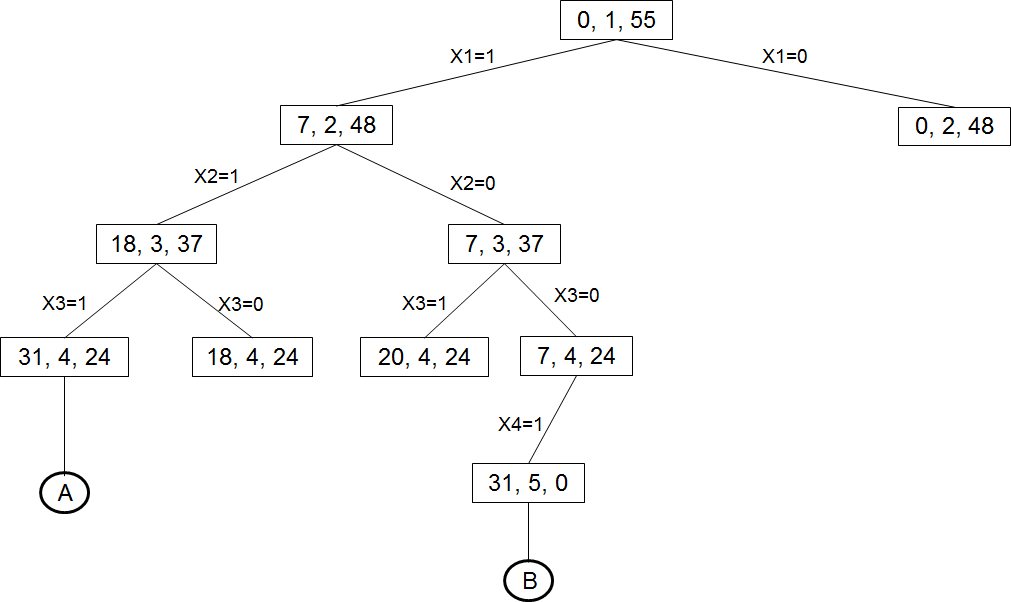 0, 1, 55
X1=1
X1=0
7, 2, 48
0, 2, 48
X2=1
X2=0
18, 3, 37
7, 3, 37
X3=1
X3=0
X3=1
X3=0
31, 4, 24
18, 4, 24
20, 4, 24
7, 4, 24
X4=1
31, 5, 0
A
B